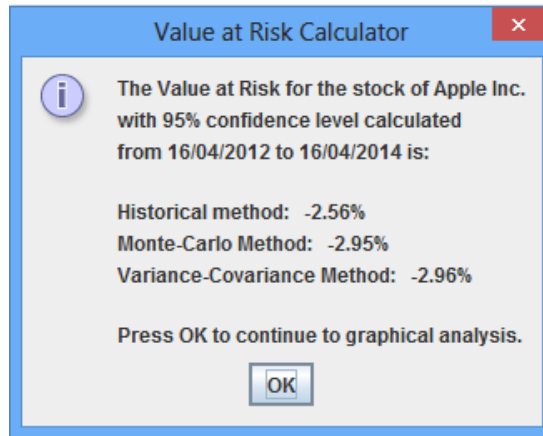 Value at Risk Calculator
The Value at Risk for the stock of Apple Inc.
with 95% confidence level calculated
from 16/04/2012 to 16/04/2014 is:
Historical method: -2.56%
Monte-Carlo Method: -2.95%
Variance-Covariance Method: -2.96%
Press OK to continue to graphical analysis.
OK